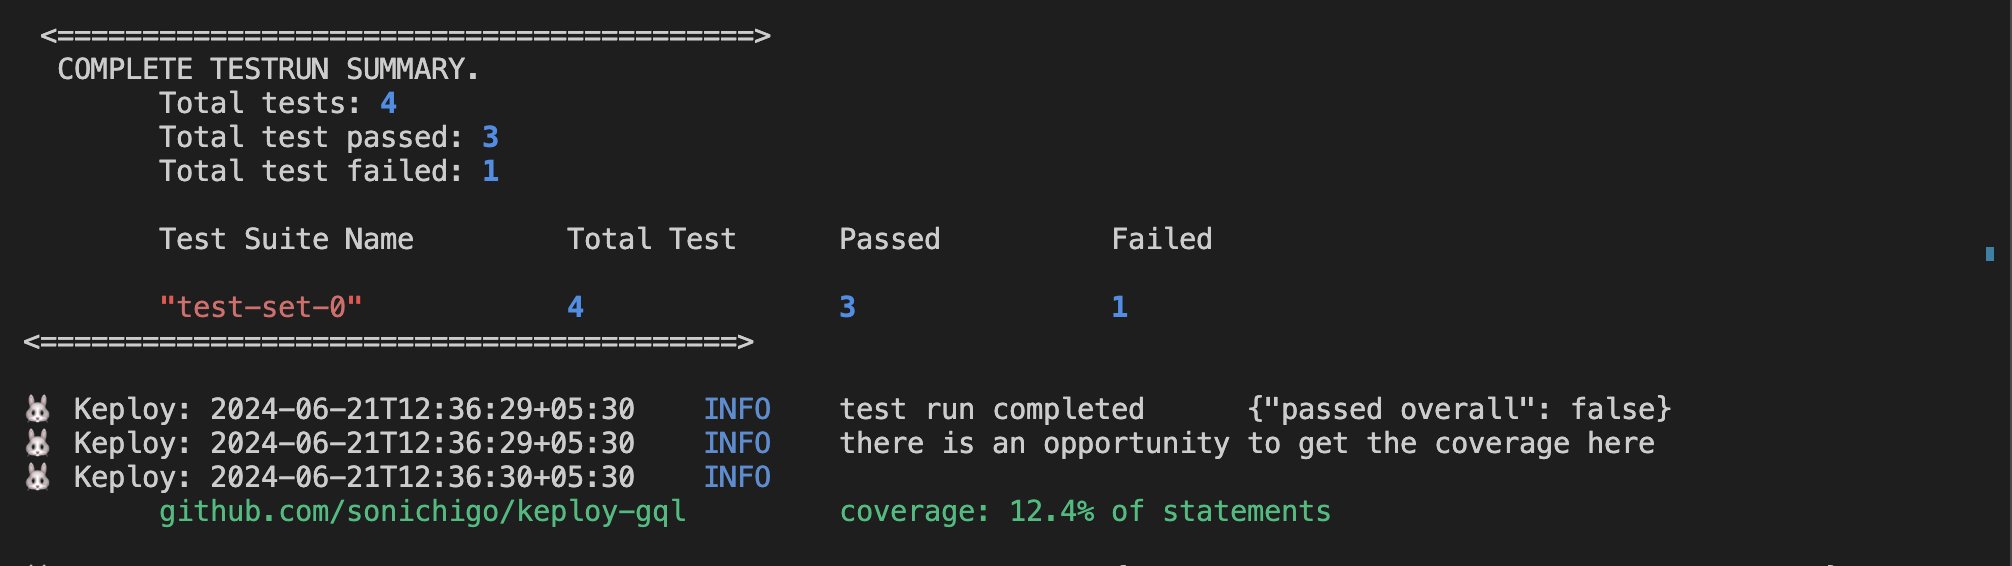 <=========================================>
COMPLETE TESTRUN SUMMARY.
Total tests: 4
Total test passed: 3
Total test failed: 1
Test Suite Name Total Test Passed Failed
"test-set-0" 4 3 1
<=========================================>
🐰 Keploy: 2024-06-21T12:36:29+05:30 INFO test run completed {"passed overall": false}
🐰 Keploy: 2024-06-21T12:36:29+05:30 INFO there is an opportunity to get the coverage here
🐰 Keploy: 2024-06-21T12:36:30+05:30 INFO
github.com/sonichigo/keploy-gql coverage: 12.4% of statements